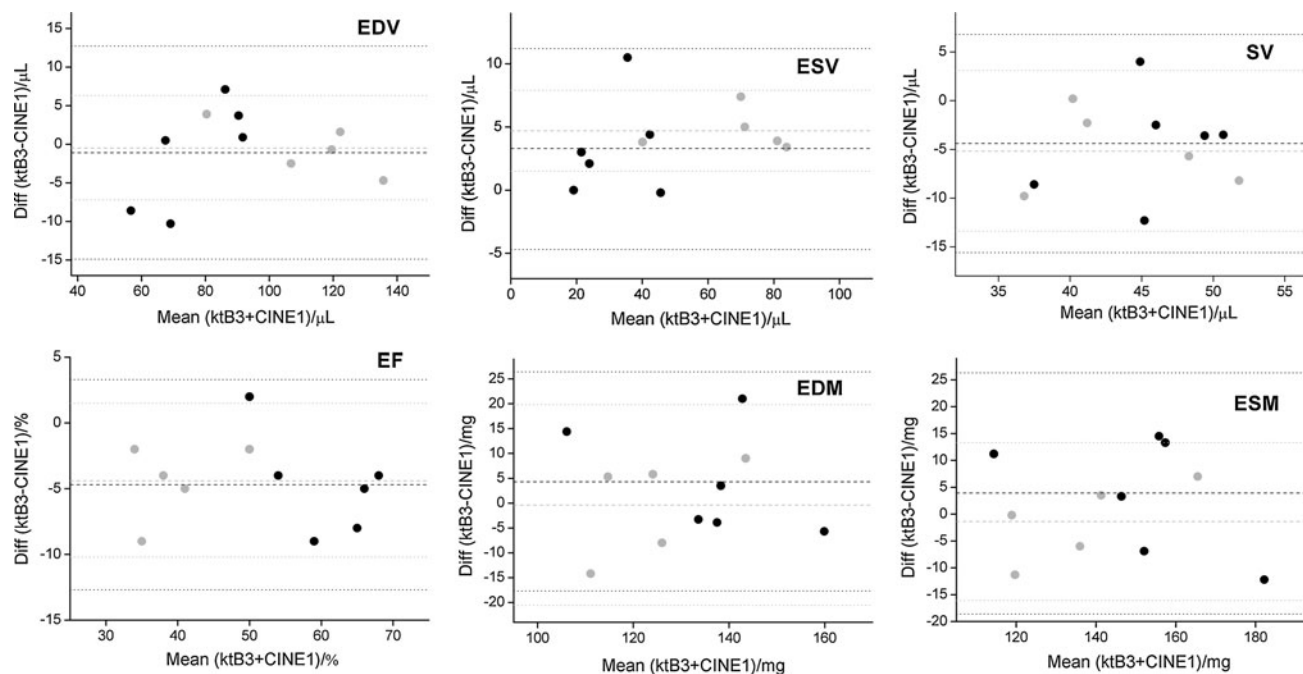 EDV
Diff (ktB3-CINE1)/μL
15
10
5
0
-5
-10
-15
40 60 80 100 120 140
Mean (ktB3+CINE1)/μL
ESV
Diff (ktB3-CINE1)/μL
10
5
0
-5
0 20 40 60 80 100
Mean (ktB3+CINE1)/μL
SV
Diff (ktB3-CINE1)/μL
5
0
-5
-10
-15
35 40 45 50 55
Mean (ktB3+CINE1)/μL
EF
Diff (ktB3-CINE1)/%
5
0
-5
-10
-15
30 40 50 60 70
Mean (ktB3+CINE1)/%
EDM
Diff (ktB3-CINE1)/mg
25
20
15
10
5
0
-5
-10
-15
-20
100 120 140 160
Mean (ktB3+CINE1)/mg
ESM
Diff (ktB3-CINE1)/mg
25
20
15
10
5
0
-5
-10
-15
-20
120 140 160 180
Mean (ktB3+CINE1)/mg